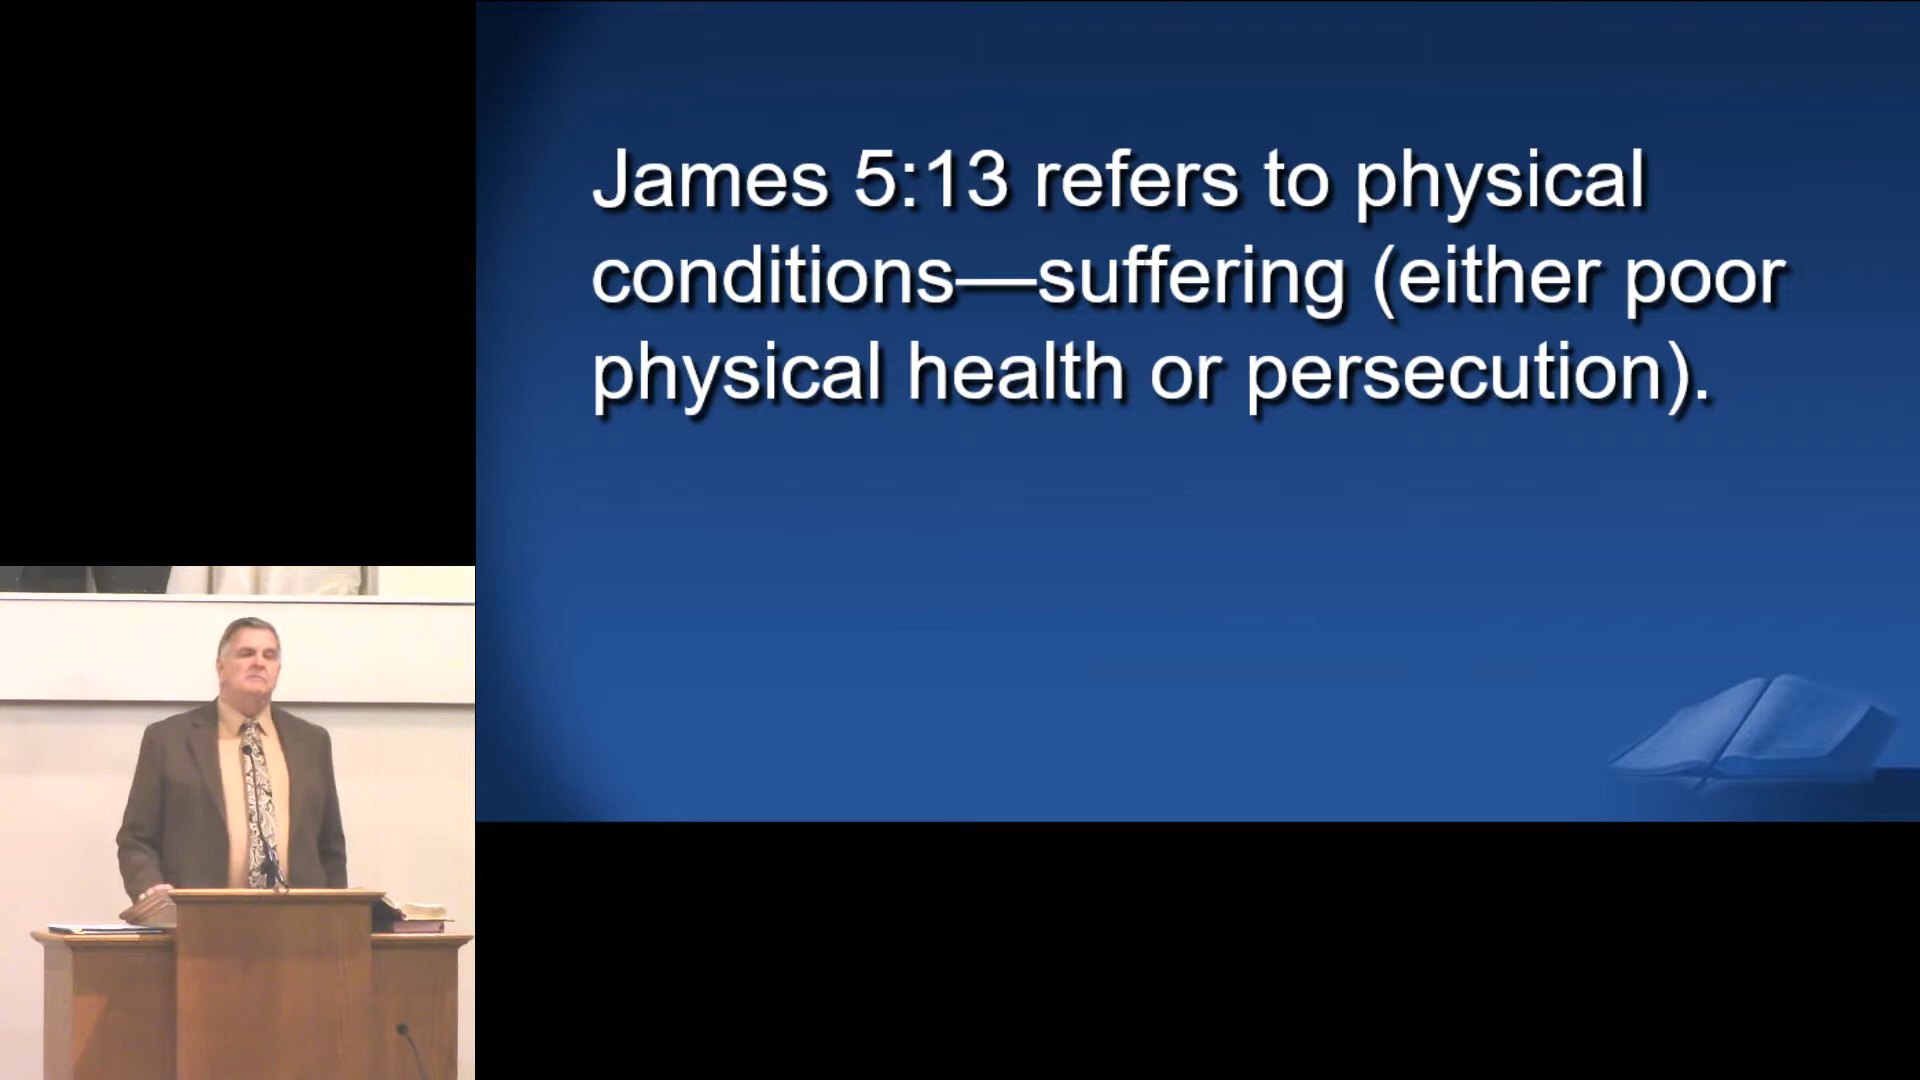 James 5:13 refers to physical
conditions—suffering (either poor
physical health or persecution).